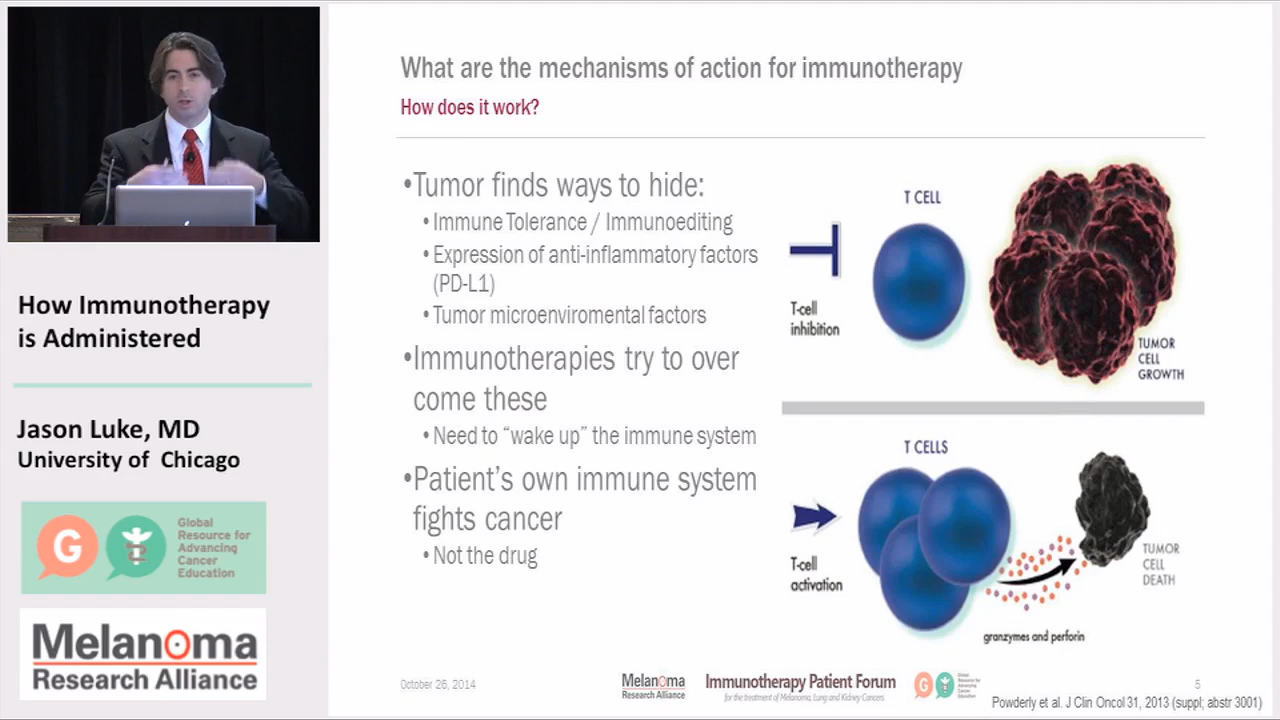 What are the mechanisms of action for immunotherapy
How does it work?
•Tumor finds ways to hide:
•Immune Tolerance / Immunoediting
•Expression of anti-inflammatory factors
(PD-L1)
•Tumor microenviromental factors
•Immunotherapies try to over
come these
•Need to “wake up” the immune system
•Patient’s own immune system
fights cancer
•Not the drug
T CELL
T-cell
inhibition
TUMOR
CELL
GROWTH
T CELLS
T-cell
activation
TUMOR
CELL
DEATH
granzymes and perforin
How Immunotherapy
is Administered
Jason Luke, MD
University of Chicago
G
Global
Resource for
Advancing
Cancer
Education
Melanoma
Research Alliance
October 26, 2014
Melanoma
Research Alliance
Immunotherapy Patient Forum
for the treatment of Melanoma, Lung and Kidney Cancers
G
Global
Resource for
Advancing
Cancer
Education
5
Powderly et al. J Clin Oncol 31, 2013 (suppl; abstr 3001)